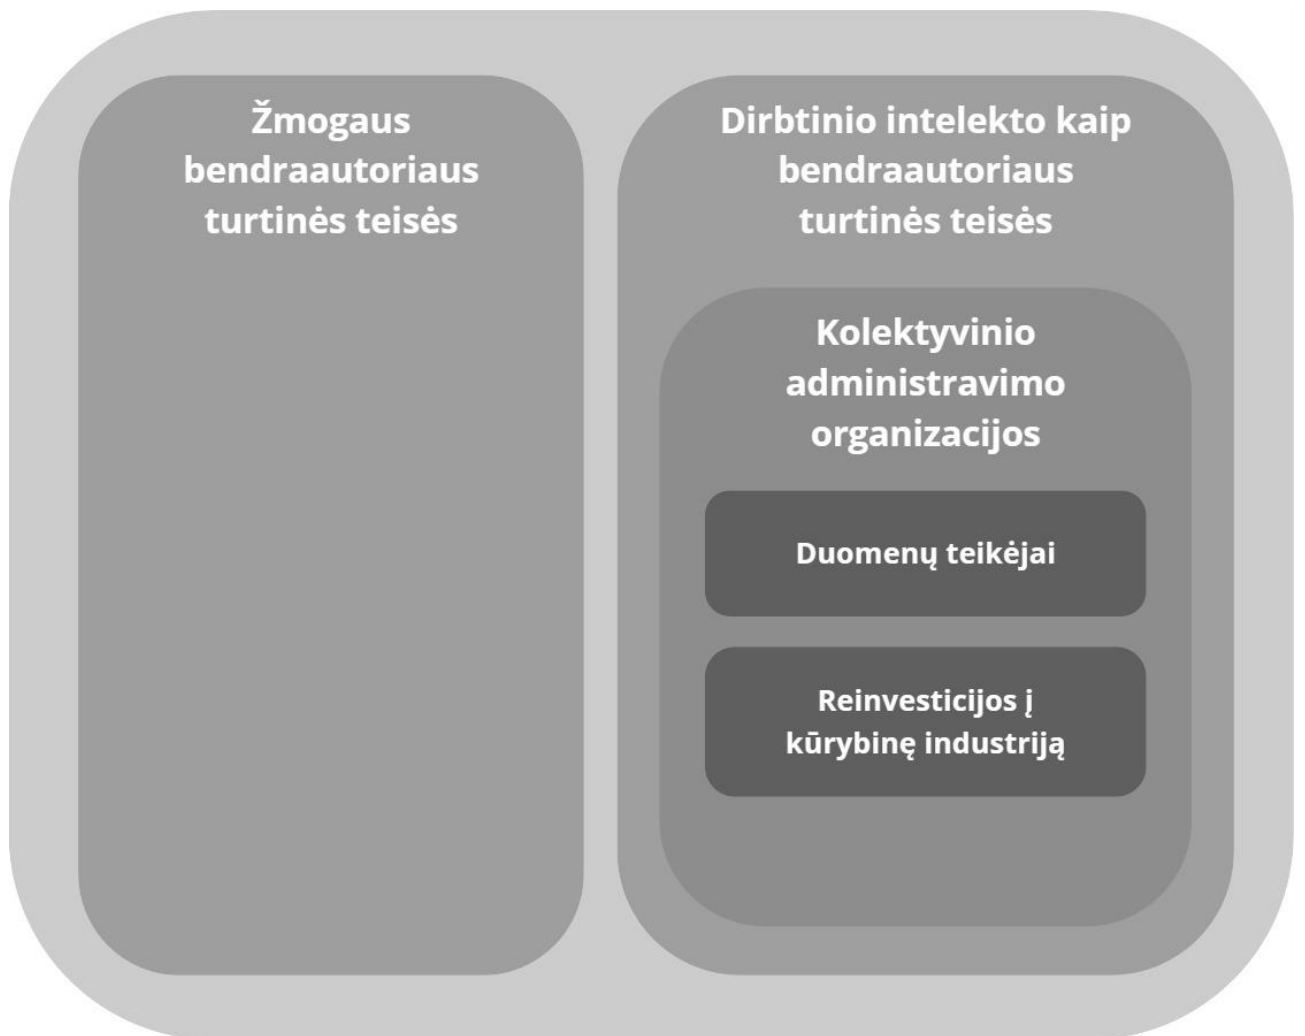 Žmogaus
bendraautoriaus
turtinės teisės
Dirbtinio intelekto kaip
bendraautoriaus
turtinės teisės
Kolektyvinio
administravimo
organizacijos
Duomenų teikėjai
Reinvesticijos į
kūrybinę industriją